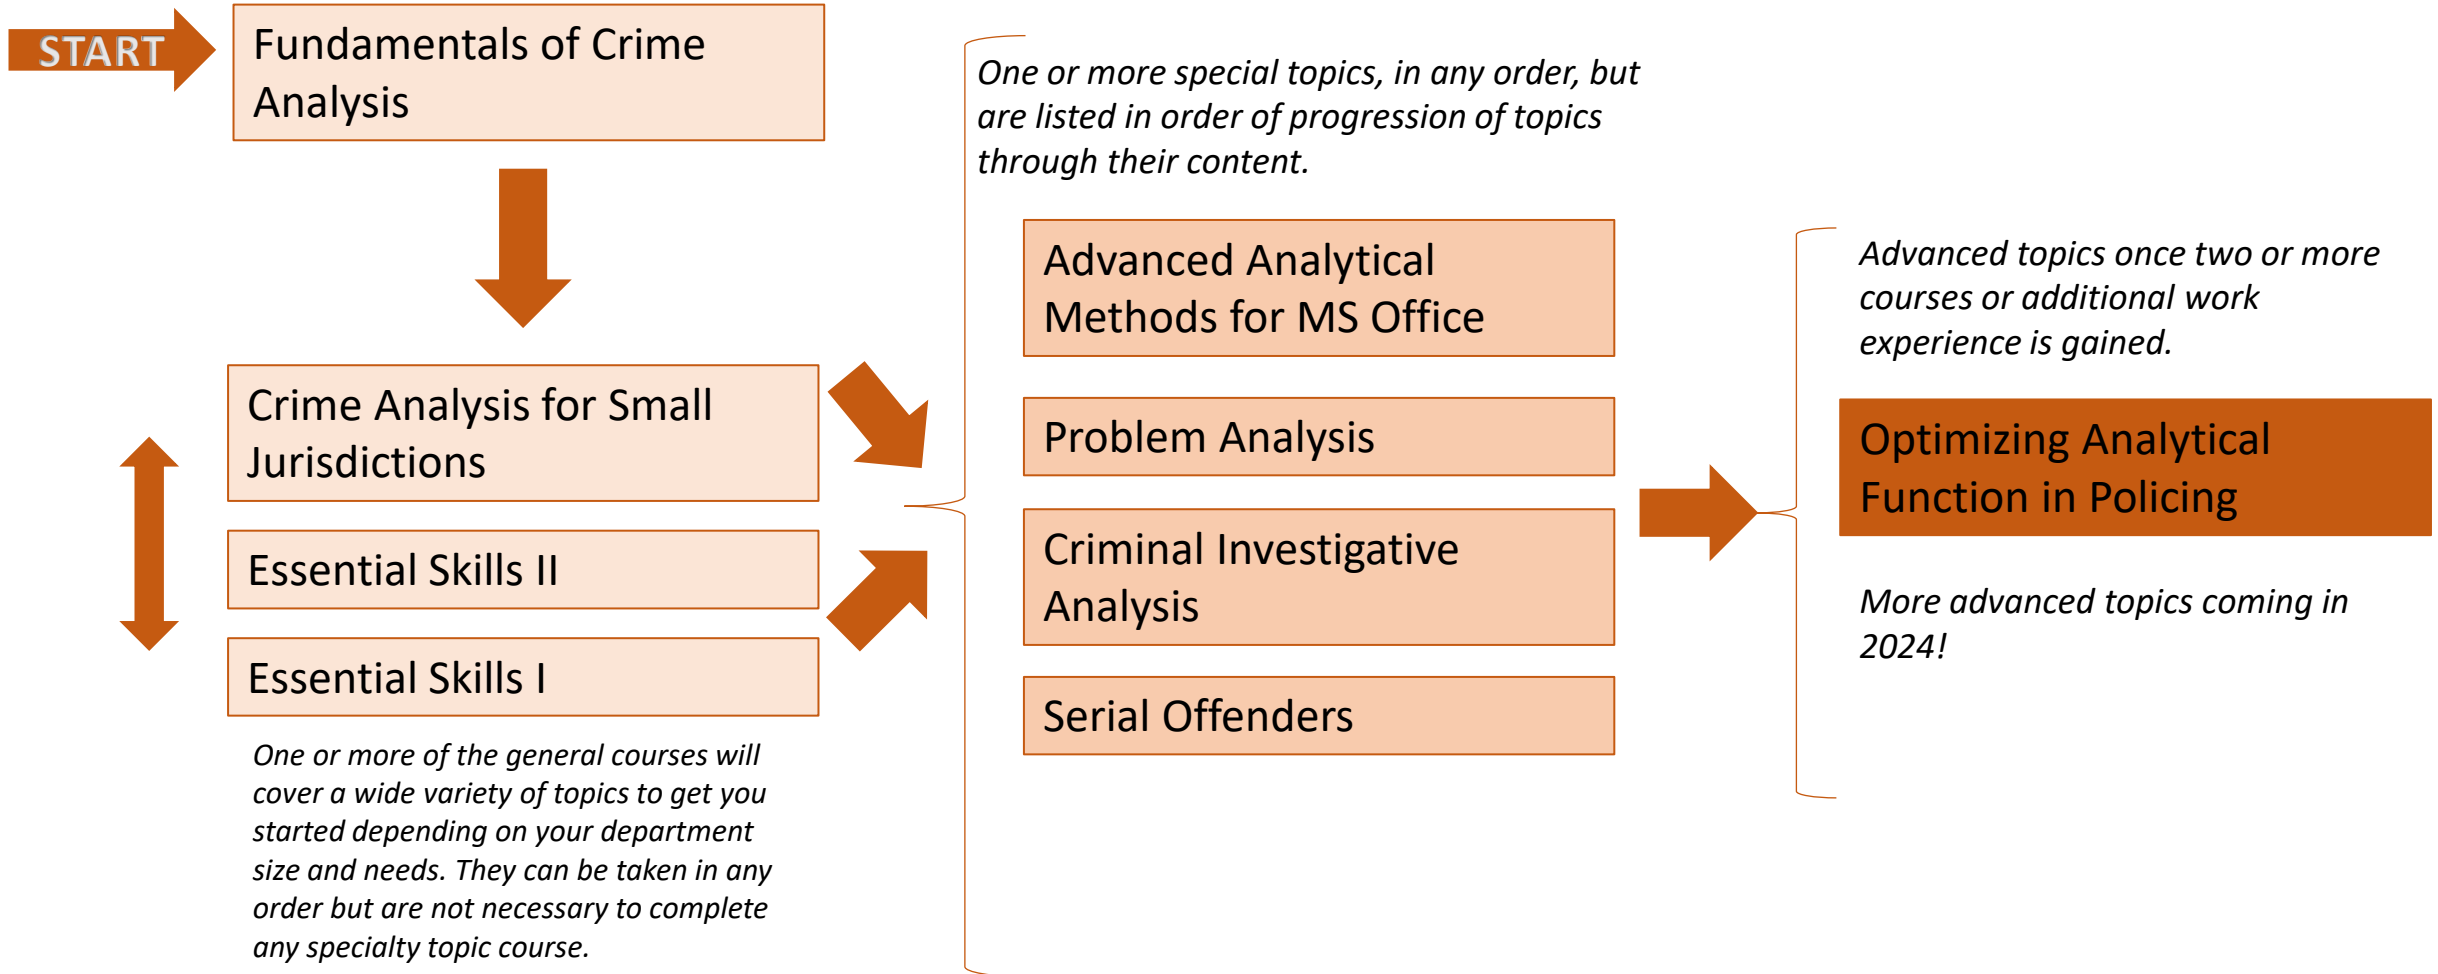 START
Fundamentals of Crime
Analysis
Crime Analysis for Small
Jurisdictions
Essential Skills II
Essential Skills I
One or more of the general courses will
cover a wide variety of topics to get you
started depending on your department
size and needs. They can be taken in any
order but are not necessary to complete
any specialty topic course.
One or more special topics, in any order, but
are listed in order of progression of topics
through their content.
Advanced Analytical
Methods for MS Office
Problem Analysis
Criminal Investigative
Analysis
Serial Offenders
Advanced topics once two or more
courses or additional work
experience is gained.
Optimizing Analytical
Function in Policing
More advanced topics coming in
2024!